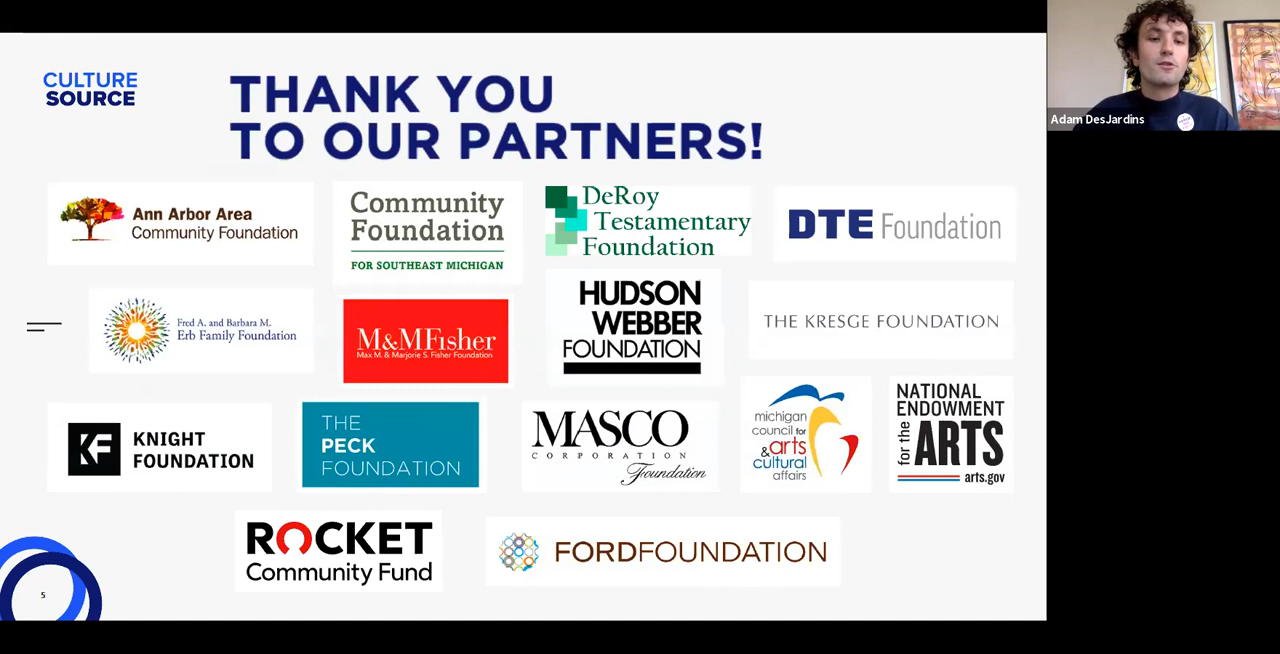 CULTURE
SOURCE
THANK YOU
TO OUR PARTNERS!
Adam DesJardins
Ann Arbor Area
Community Foundation
Community
Foundation
FOR SOUTHEAST MICHIGAN
DeRoy
Testamentary
Foundation
DTE Foundation
Fred A. and Barbara M.
Erb Family Foundation
M&M Fisher
Max M. & Marjorie S. Fisher Foundation
HUDSON
WEBBER
FOUNDATION
THE KRESGE FOUNDATION
KF
KNIGHT
FOUNDATION
THE
PECK
FOUNDATION
MASCO
CORPORATION
Foundation
michigan
council for
& arts
cultural
affairs
NATIONAL
ENDOWMENT
for the
ARTS
arts.gov
ROCKET
Community Fund
FORDFOUNDATION
5